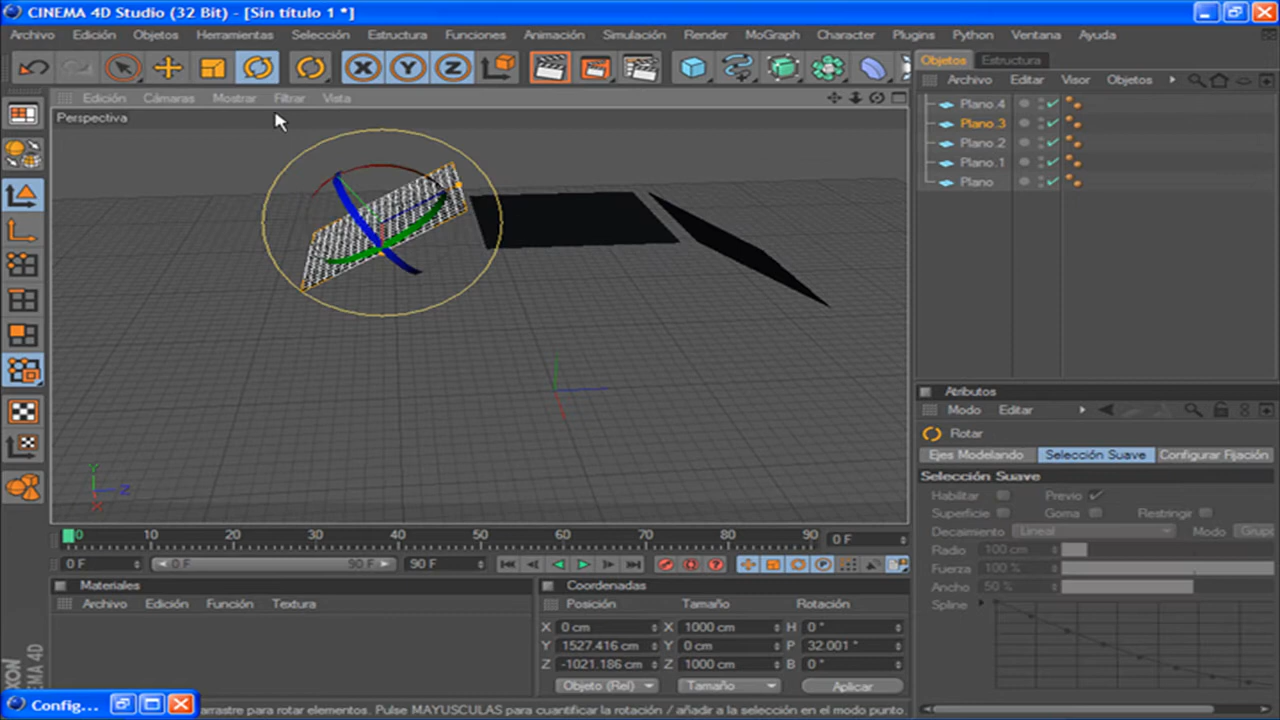 CINEMA 4D Studio (32 Bit) - [Sin título 1 *]
Archivo Edición Objetos Herramientas Selección Estructura Funciones Animación Simulación Render MoGraph Character Plugins Python Ventana Ayuda
X Y Z
Objetos Estructura
Archivo Editar Visor Objetos
Edición Cámaras Mostrar Filtrar Vista
Perspectiva
Plano.4
Plano.3
Plano.2
Plano.1
Plano
Y
Z
X
Atributos
Modo Editar
Rotar
Ejes Modelando Selección Suave Configurar Fijación
Selección Suave
Habilitar Previo
Superficie Goma Restringir
Decaimiento Lineal Modo Grupo
Radio 100 cm
Fuerza 100 %
Ancho 50 %
Spline
0 10 20 30 40 50 60 70 80 90 0 F
0 F 0 F 90 F 90 F
Materiales
Archivo Edición Función Textura
Coordenadas
Posición Tamaño Rotación
X 0 cm X 1000 cm H 0 °
Y 1527.416 cm Y 0 cm P 32.001 °
Z -1021.186 cm Z 1000 cm B 0 °
Objeto (Rel) Tamaño Aplicar
XON
EMA 4D
Config...
arrastre para rotar elementos. Pulse MAYUSCULAS para cuantificar la rotación / añadir a la selección en el modo punto.